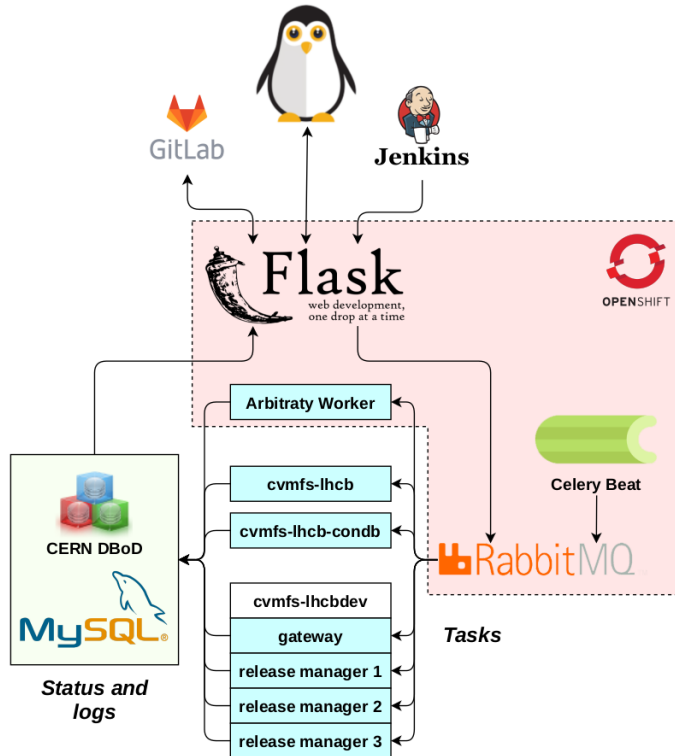 GitLab
Jenkins
Flask
web development,
one drop at a time
OPENSHIFT
Arbitraty Worker
Celery Beat
cvmfs-lhcb
cvmfs-lhcb-condb
CERN DBoD
MySQL®
RabbitMQ
cvmfs-lhcbdev
gateway
release manager 1
release manager 2
release manager 3
Tasks
Status and
logs